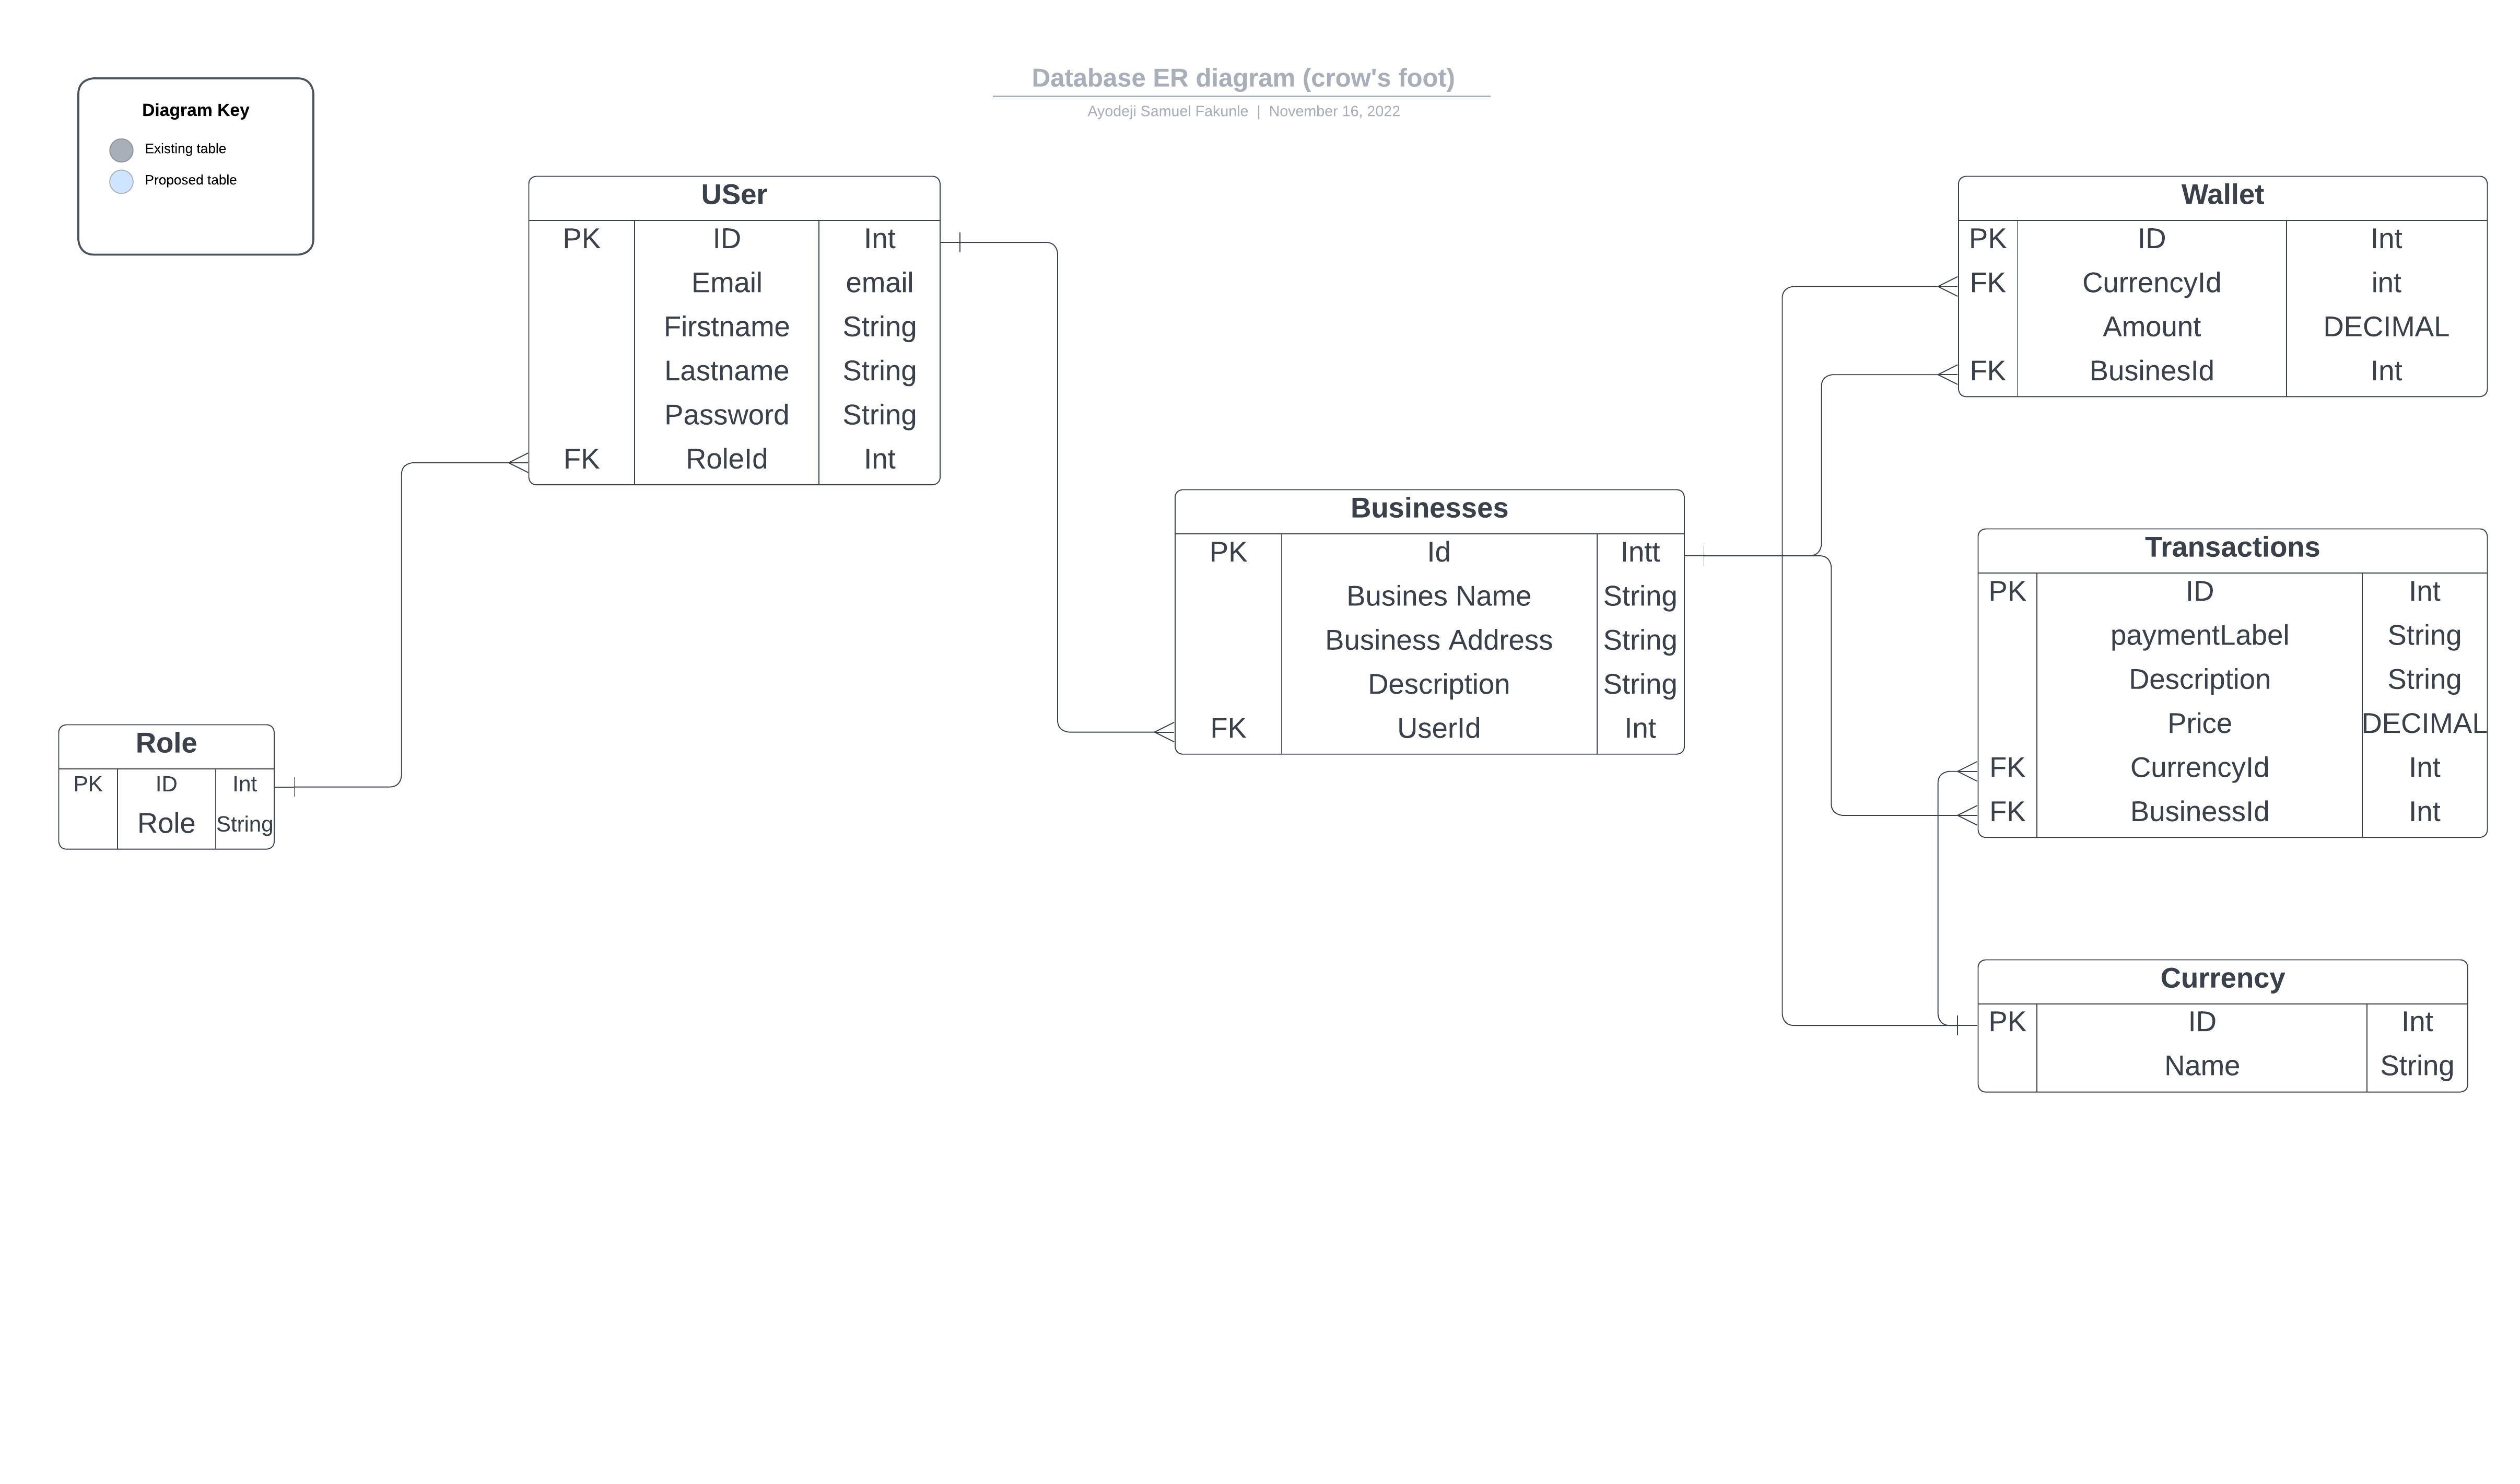 Database ER diagram (crow's foot)
Ayodeji Samuel Fakunle | November 16, 2022
Diagram Key
Existing table
Proposed table
USer
PK ID Int
Email email
Firstname String
Lastname String
Password String
FK RoleId Int
Role
PK ID Int
Role String
Businesses
PK Id Intt
Busines Name String
Business Address String
Description String
FK UserId Int
Wallet
PK ID Int
FK CurrencyId int
Amount DECIMAL
FK BusinesId Int
Transactions
PK ID Int
paymentLabel String
Description String
Price DECIMAL
FK CurrencyId Int
FK BusinessId Int
Currency
PK ID Int
Name String